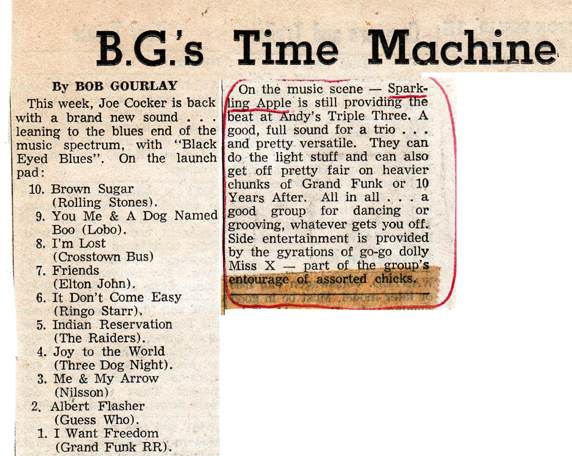 B.G.'s Time Machine
By BOB GOURLAY
This week, Joe Cocker is back
with a brand new sound . . .
leaning to the blues end of the
music spectrum, with "Black
Eyed Blues". On the launch
pad:
10. Brown Sugar
(Rolling Stones).
9. You Me & A Dog Named
Boo (Lobo).
8. I'm Lost
(Crosstown Bus)
7. Friends
(Elton John).
6. It Don't Come Easy
(Ringo Starr).
5. Indian Reservation
(The Raiders).
4. Joy to the World
(Three Dog Night).
3. Me & My Arrow
(Nilsson)
2. Albert Flasher
(Guess Who).
1. I Want Freedom
(Grand Funk RR).
On the music scene — Spark-
ling Apple is still providing the
beat at Andy's Triple Three. A
good, full sound for a trio . . .
and pretty versatile. They can
do the light stuff and can also
get off pretty fair on heavier
chunks of Grand Funk or 10
Years After. All in all . . . a
good group for dancing or
grooving, whatever gets you off.
Side entertainment is provided
by the gyrations of go-go dolly
Miss X — part of the group's
entourage of assorted chicks.